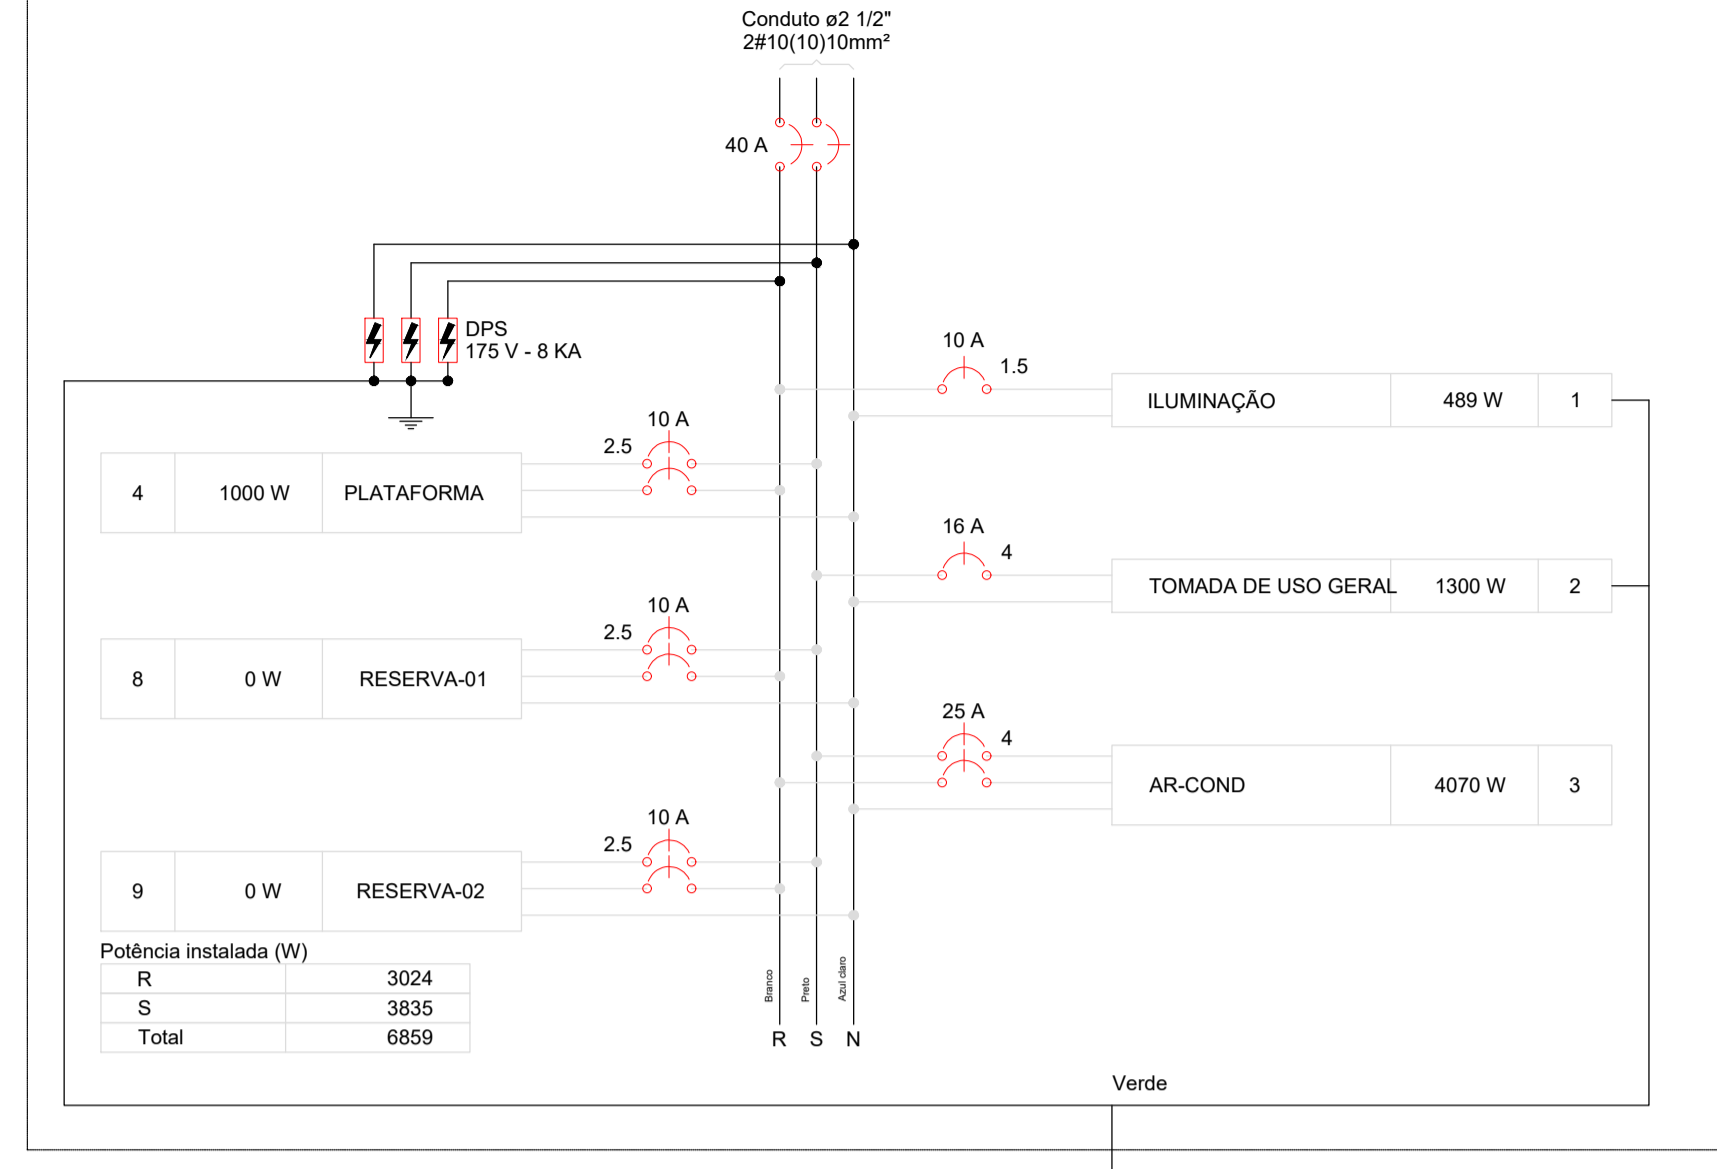 Conduto ø2 1/2"
2#10(10)10mm²
40 A
DPS
175 V - 8 KA
10 A
1.5
ILUMINAÇÃO 489 W 1
10 A
2.5
4 1000 W PLATAFORMA
16 A
4
TOMADA DE USO GERAL 1300 W 2
10 A
2.5
8 0 W RESERVA-01
25 A
4
AR-COND 4070 W 3
10 A
2.5
9 0 W RESERVA-02
Potência instalada (W)
R 3024
S 3835
Total 6859
Branco
Preto
Azul claro
R S N
Verde